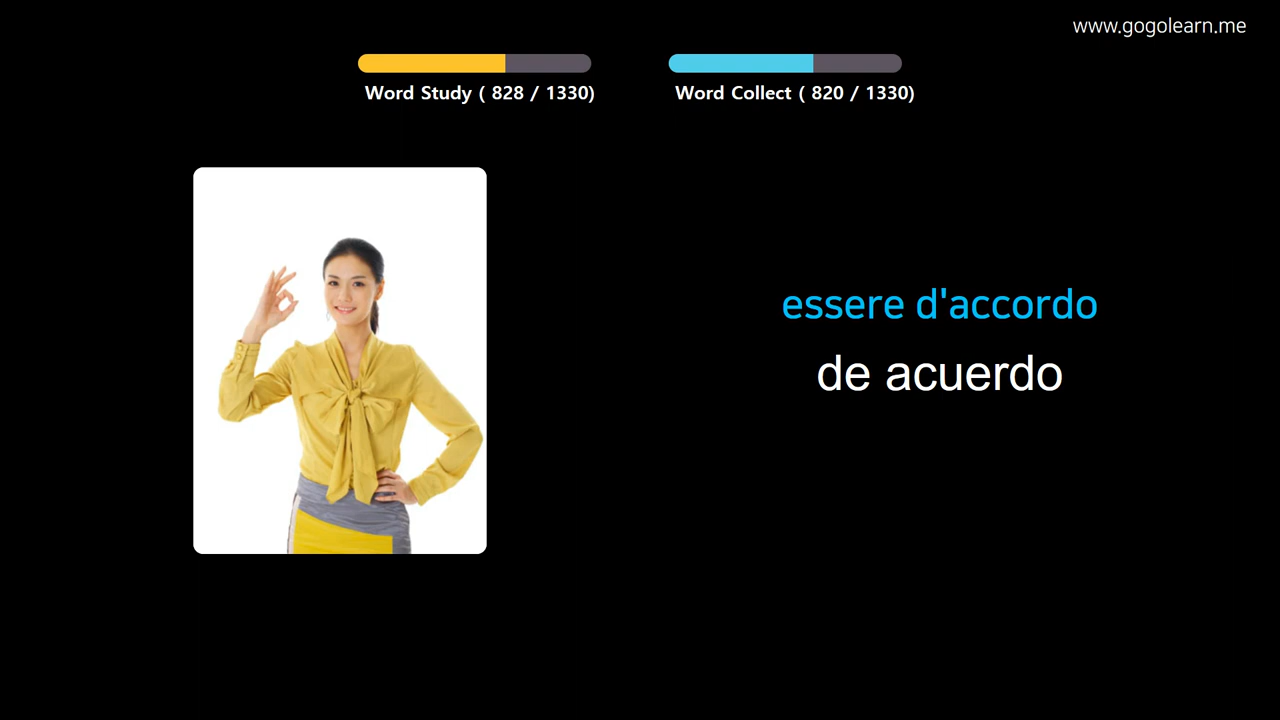 www.gogolearn.me
Word Study ( 828 / 1330)
Word Collect ( 820 / 1330)
essere d'accordo
de acuerdo